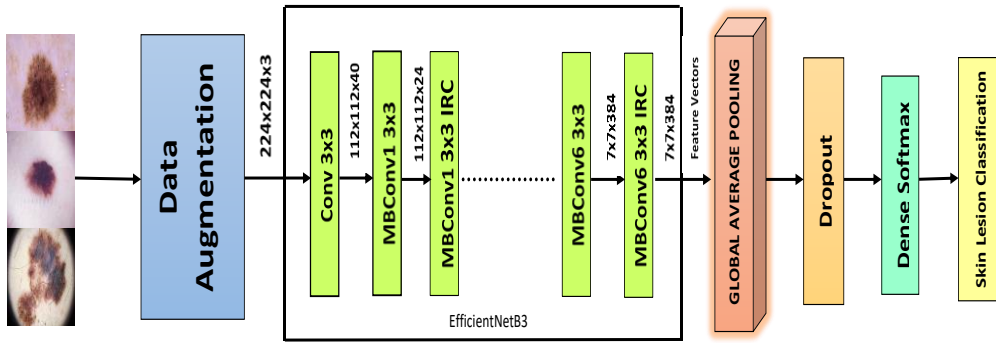 Data
Augmentation
224x224x3
Conv 3x3
112x112x40
MBConv1 3x3
112x112x24
MBConv1 3x3 IRC
MBConv6 3x3
7x7x384
MBConv6 3x3 IRC
7x7x384
Feature Vectors
EfficientNetB3
GLOBAL AVERAGE POOLING
Dropout
Dense Softmax
Skin Lesion Classification